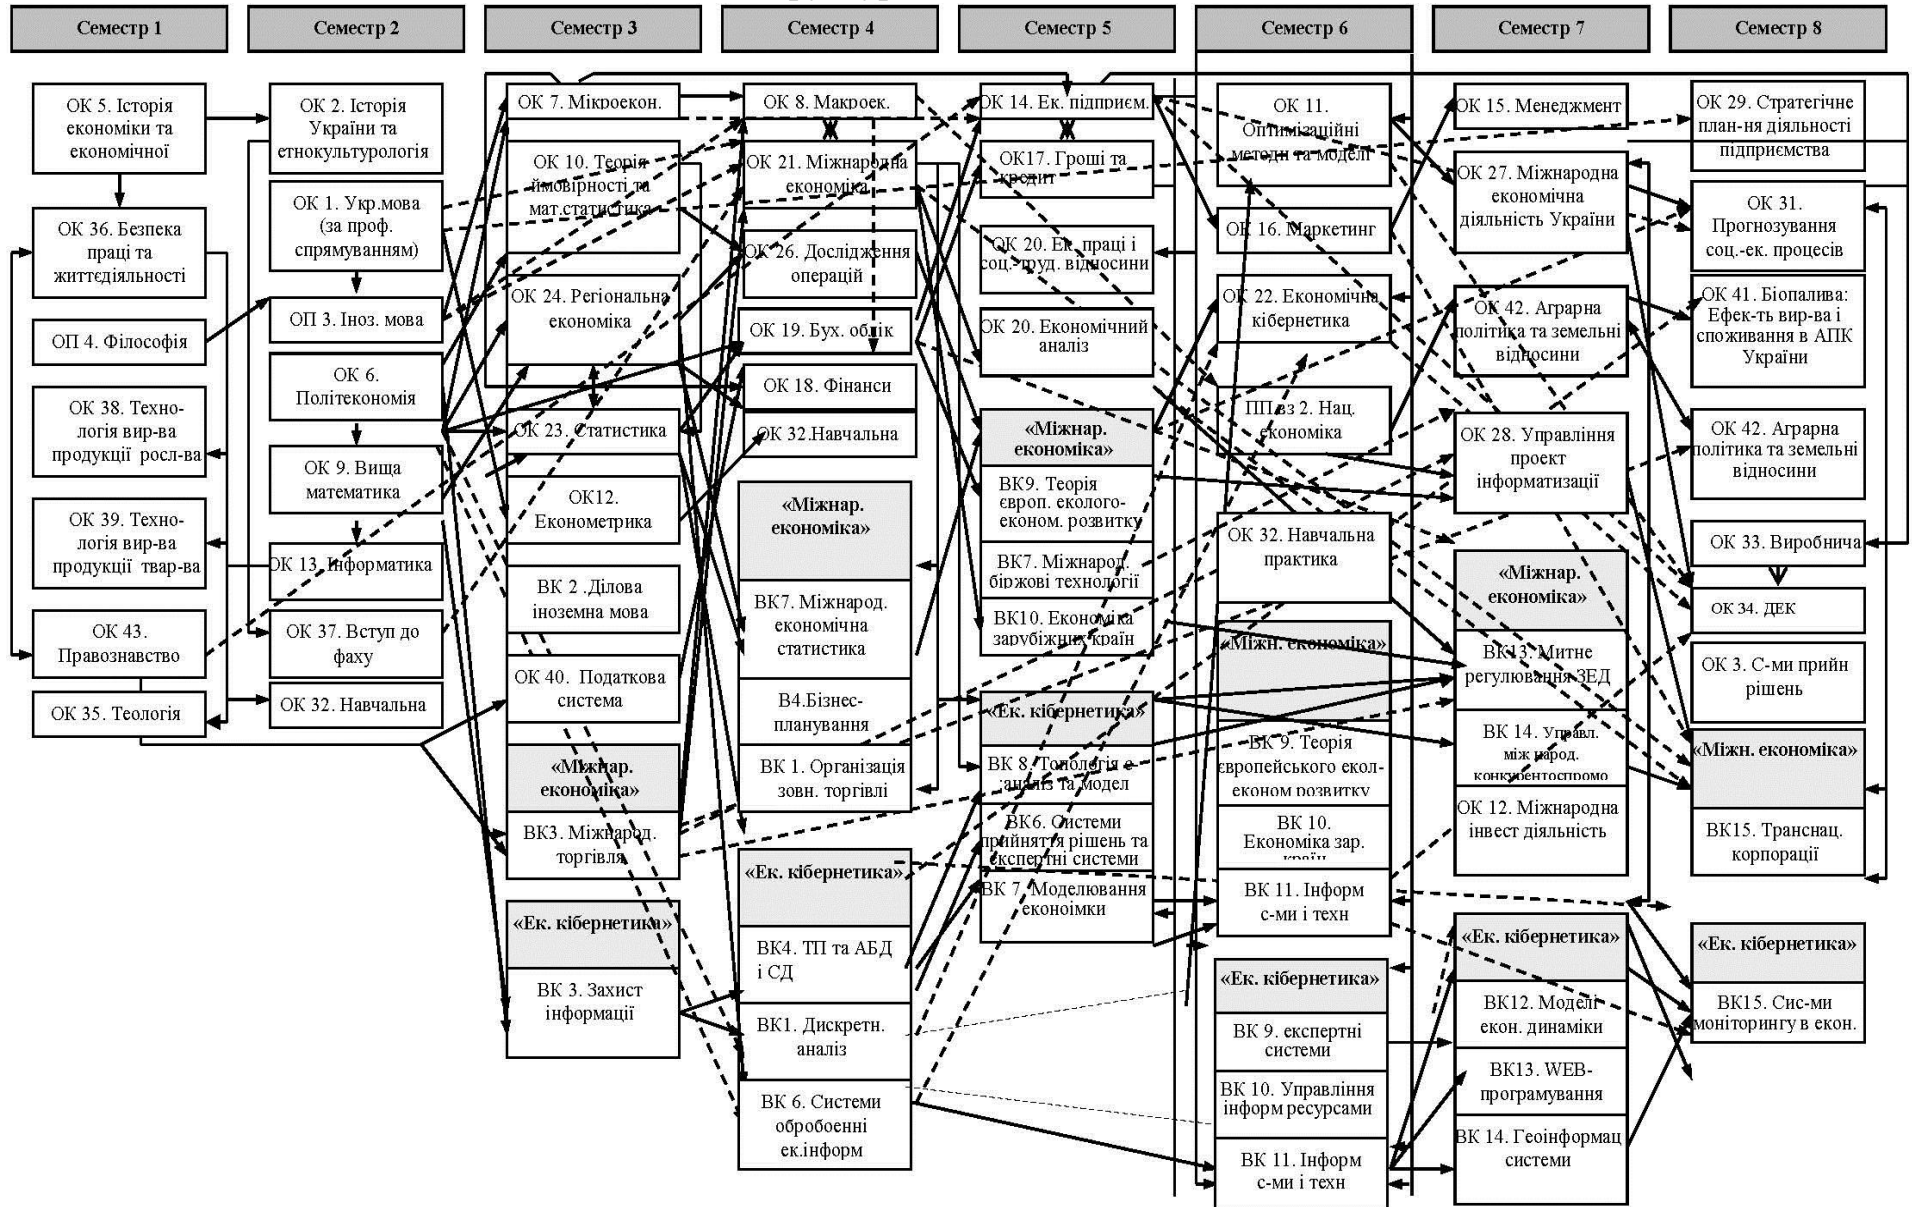 Семестр 1
Семестр 2
Семестр 3
Семестр 4
Семестр 5
Семестр 6
Семестр 7
Семестр 8
ОК 5. Історія
економіки та
економічної
ОК 36. Безпека
праці та
життєдіяльності
ОП 4. Філософія
ОК 38. Техно-
логія вир-ва
продукції росл-ва
ОК 39. Техно-
логія вир-ва
продукції твар-ва
ОК 43.
Правознавство
ОК 35. Теологія
ОК 2. Історія
України та
етнокультурологія
ОК 1. Укр.мова
(за проф.
спрямуванням)
ОП 3. Іноз. мова
ОК 6.
Політекономія
ОК 9. Вища
математика
ОК 13. Інформатика
ОК 37. Вступ до
фаху
ОК 32. Навчальна
ОК 7. Мікроекон.
ОК 10. Теорія
ймовірності та
мат.статистика
ОК 24. Регіональна
економіка
ОК 23. Статистика
ОК12.
Економетрика
ВК 2 .Ділова
іноземна мова
ОК 40. Податкова
система
«Міжнар.
економіка»
ВК3. Міжнарод.
торгівля
«Ек. кібернетика»
ВК 3. Захист
інформації
ОК 8. Макроек.
ОК 21. Міжнародна
економіка
ОК 26. Дослідження
операцій
ОК 19. Бух. облік
ОК 18. Фінанси
ОК 32.Навчальна
«Міжнар.
економіка»
ВК7. Міжнарод.
економічна
статистика
В4.Бізнес-
планування
ВК 1. Організація
зовн. торгівлі
«Ек. кібернетика»
ВК4. ТП та АБД
і СД
ВК1. Дискретн.
аналіз
ВК 6. Системи
обробоенні
ек.інформ
ОК 14. Ек. підприєм.
ОК17. Гроші та
кредит
ОК 20. Ек. праці і
соц.-труд. відносини
ОК 20. Економічний
аналіз
«Міжнар.
економіка»
ВК9. Теорія
європ. еколого-
економ. розвитку
ВК7. Міжнарод.
біржові технології
ВК10. Економіка
зарубіжних країн
«Ек. кібернетика»
ВК 8. Топологія е
.аналіз та модел
ВК6. Системи
прийняття рішень та
експертні системи
ВК 7. Моделювання
економіки
ОК 11.
Оптимізаційні
методи та моделі
ОК 16. Маркетинг
ОК 22. Економічна
кібернетика
ПП вз 2. Нац.
економіка
ОК 32. Навчальна
практика
«Міжн. економіка»
ВК 9. Теорія
європейського екол-
економ розвитку
ВК 10.
Економіка зар.
країн
ВК 11. Інформ
с-ми і техн
«Ек. кібернетика»
ВК 9. експертні
системи
ВК 10. Управління
інформ ресурсами
ВК 11. Інформ
с-ми і техн
ОК 15. Менеджмент
ОК 27. Міжнародна
економічна
діяльність України
ОК 42. Аграрна
політика та земельні
відносини
ОК 28. Управління
проект
інформатизації
«Міжнар.
економіка»
ВК13. Митне
регулювання ЗЕД
ВК 14. Управл.
між народ.
конкурентоспромо
ОК 12. Міжнародна
інвест діяльність
«Ек. кібернетика»
ВК12. Моделі
екон. динаміки
ВК13. WEB-
програмування
ВК 14. Геоінформац
системи
ОК 29. Стратегічне
план-ня діяльності
підприємства
ОК 31.
Прогнозування
соц.-ек. процесів
ОК 41. Біопалива:
Ефек-ть вир-ва і
споживання в АПК
України
ОК 42. Аграрна
політика та земельні
відносини
ОК 33. Виробнича
ОК 34. ДЕК
ОК 3. С-ми прийн
рішень
«Міжн. економіка»
ВК15. Транснац.
корпорації
«Ек. кібернетика»
ВК15. Сис-ми
моніторингу в екон.